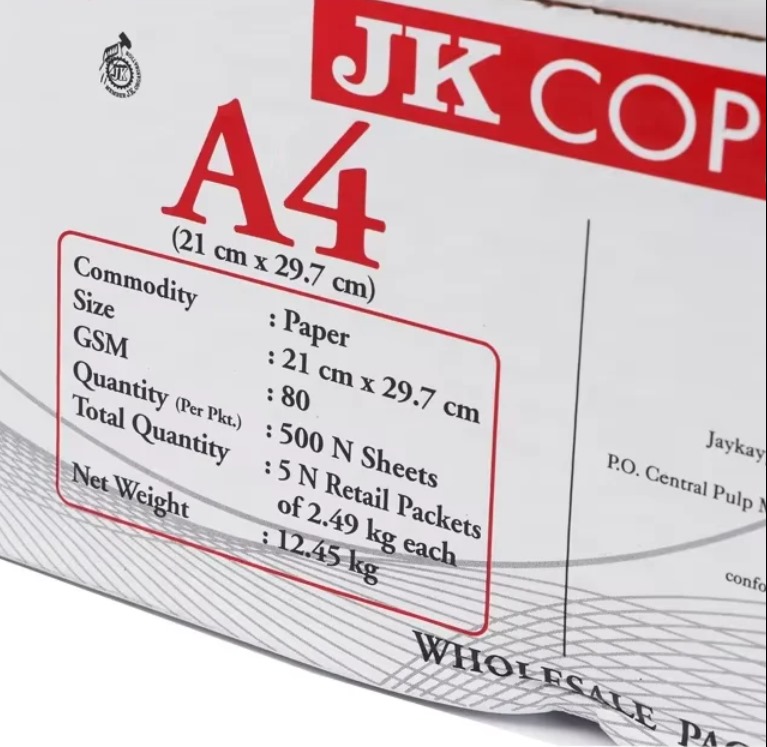 JK COP
A4
(21 cm x 29.7 cm)
Commodity : Paper
Size : 21 cm x 29.7 cm
GSM : 80
Quantity (Per Pkt.) : 500 N Sheets
Total Quantity : 5 N Retail Packets
of 2.49 kg each
Net Weight : 12.45 kg
Jaykay
P.O. Central Pulp
confo
WHOLESALE PAC